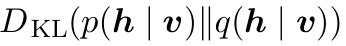 D_KL(p(h | v)‖q(h | v))